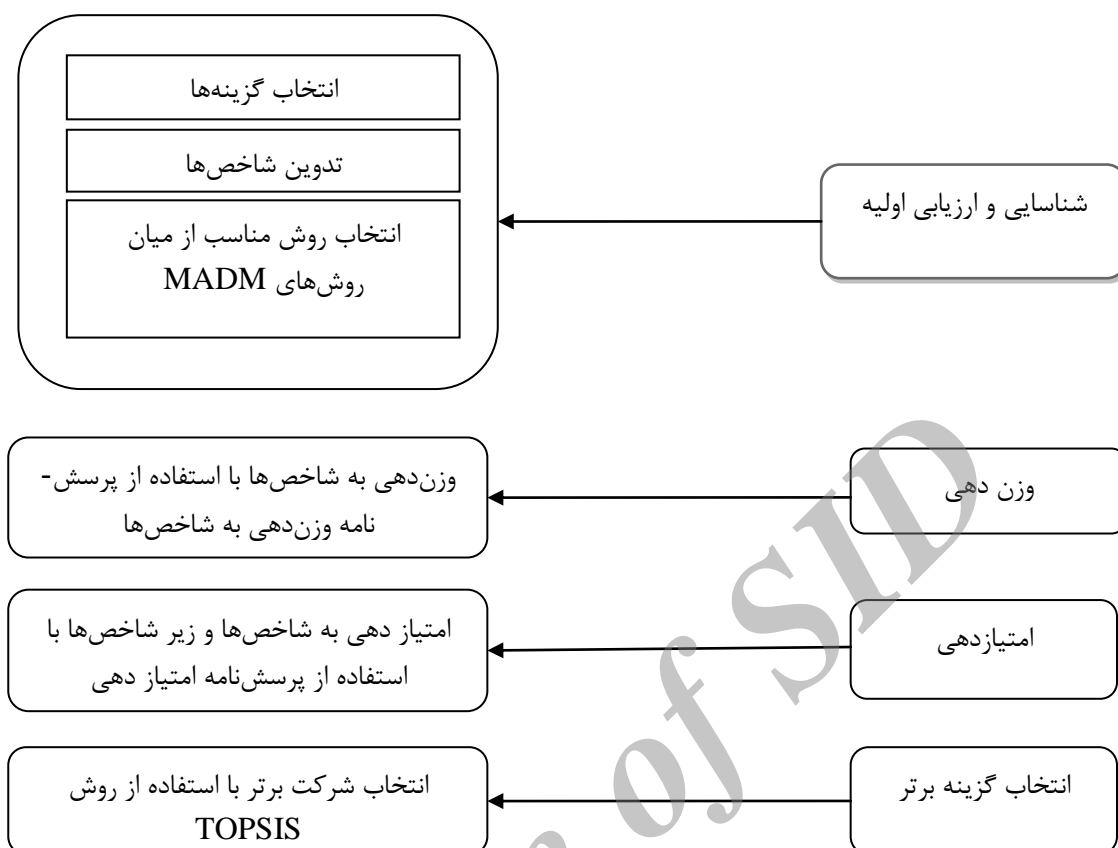 شناسایی و ارزیابی اولیه
انتخاب گزینه‌ها
تدوین شاخص‌ها
انتخاب روش مناسب از میان
روش‌های MADM
وزن دهی
وزن‌دهی به شاخص‌ها با استفاده از پرسش-
نامه وزن‌دهی به شاخص‌ها
امتیازدهی
امتیاز دهی به شاخص‌ها و زیر شاخص‌ها با
استفاده از پرسش‌نامه امتیاز دهی
انتخاب گزینه برتر
انتخاب شرکت برتر با استفاده از روش
TOPSIS
of SID